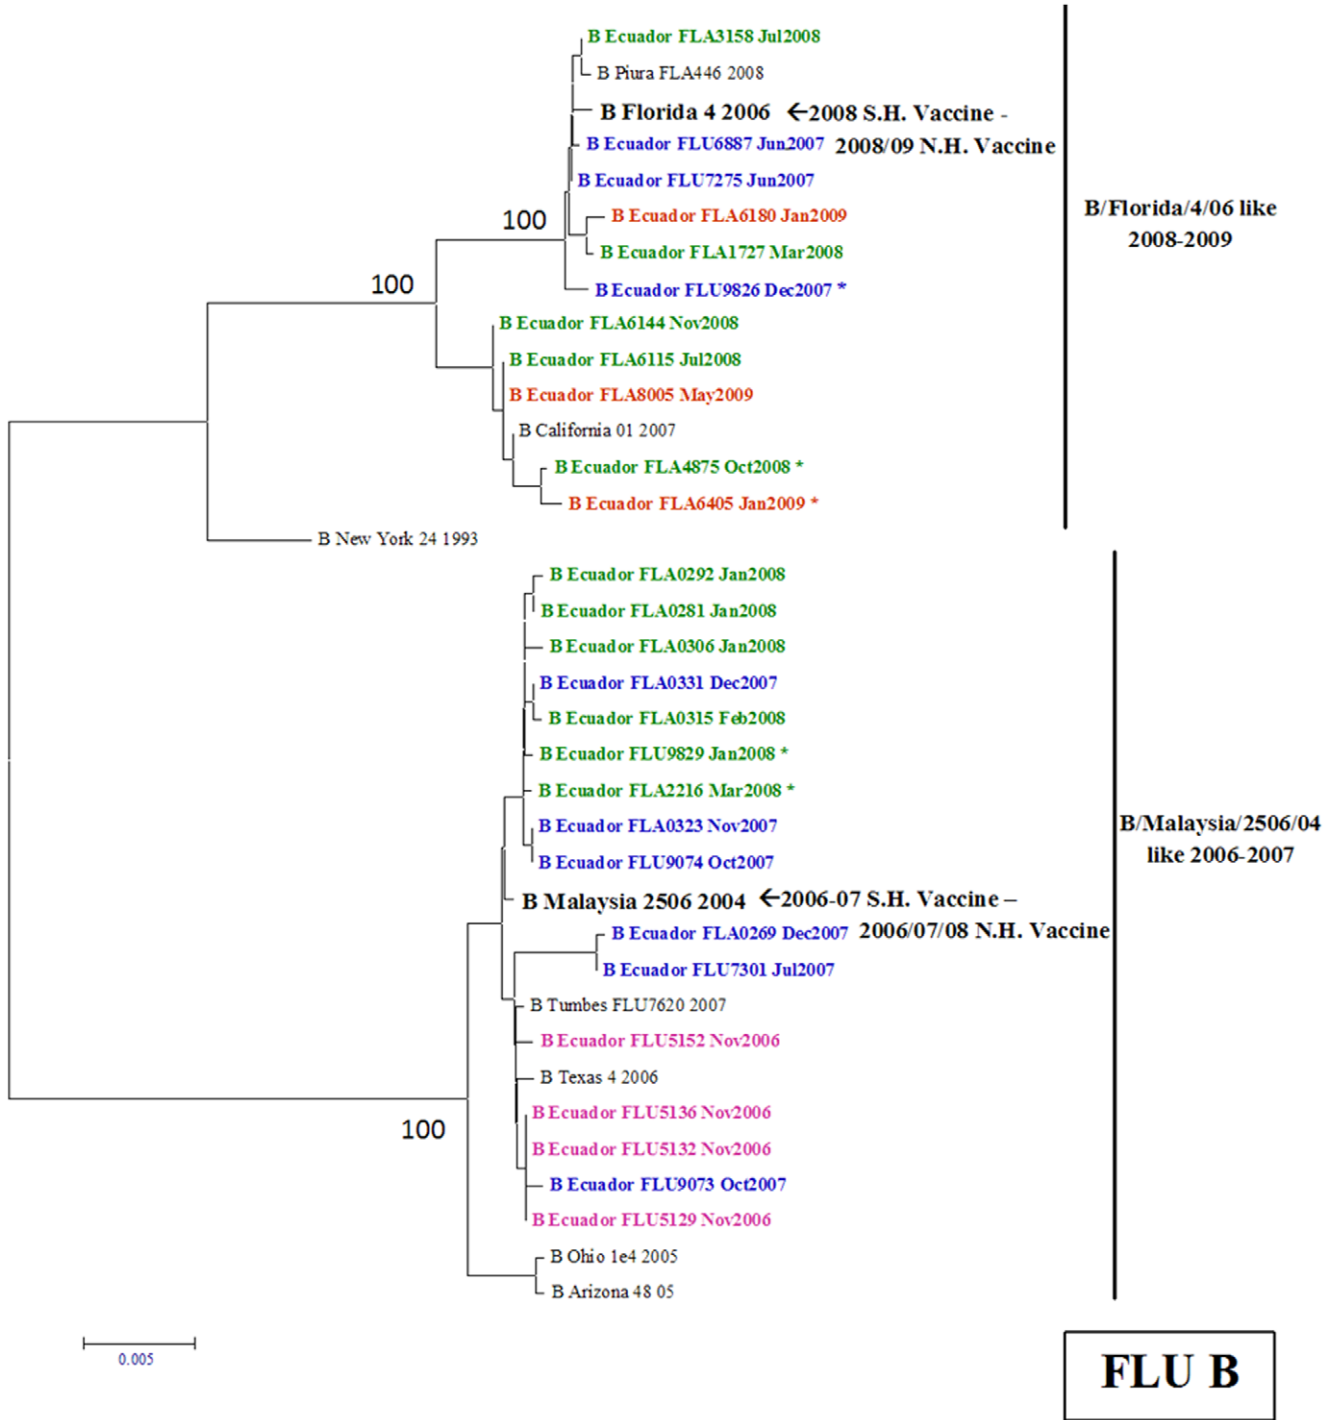 B Ecuador FLA3158 Jul2008
B Piura FLA446 2008
B Florida 4 2006 ←2008 S.H. Vaccine -
B Ecuador FLU6887 Jun2007 2008/09 N.H. Vaccine
B Ecuador FLU7275 Jun2007
B/Florida/4/06 like
2008-2009
100
B Ecuador FLA6180 Jan2009
B Ecuador FLA1727 Mar2008
100
B Ecuador FLU9826 Dec2007 *
B Ecuador FLA6144 Nov2008
B Ecuador FLA6115 Jul2008
B Ecuador FLA8005 May2009
B California 01 2007
B Ecuador FLA4875 Oct2008 *
B Ecuador FLA6405 Jan2009 *
B New York 24 1993
B Ecuador FLA0292 Jan2008
B Ecuador FLA0281 Jan2008
B Ecuador FLA0306 Jan2008
B Ecuador FLA0331 Dec2007
B Ecuador FLA0315 Feb2008
B Ecuador FLU9829 Jan2008 *
B Ecuador FLA2216 Mar2008 *
B Ecuador FLA0323 Nov2007
B Ecuador FLU9074 Oct2007
B/Malaysia/2506/04
like 2006-2007
B Malaysia 2506 2004 ←2006-07 S.H. Vaccine –
B Ecuador FLA0269 Dec2007 2006/07/08 N.H. Vaccine
B Ecuador FLU7301 Jul2007
B Tumbes FLU7620 2007
B Ecuador FLU5152 Nov2006
B Texas 4 2006
B Ecuador FLU5136 Nov2006
100
B Ecuador FLU5132 Nov2006
B Ecuador FLU9073 Oct2007
B Ecuador FLU5129 Nov2006
B Ohio 1e4 2005
B Arizona 48 05
0.005
FLU B